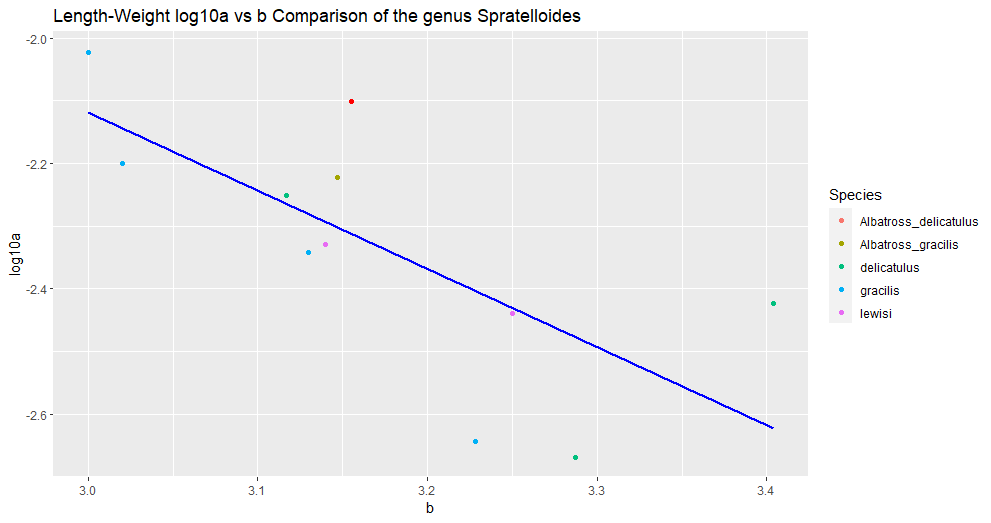 Length-Weight log10a vs b Comparison of the genus Spratelloides
log10a
-2.0
-2.2
-2.4
-2.6
3.0
3.1
3.2
3.3
3.4
b
Species
Albatross_delicatulus
Albatross_gracilis
delicatulus
gracilis
lewisi